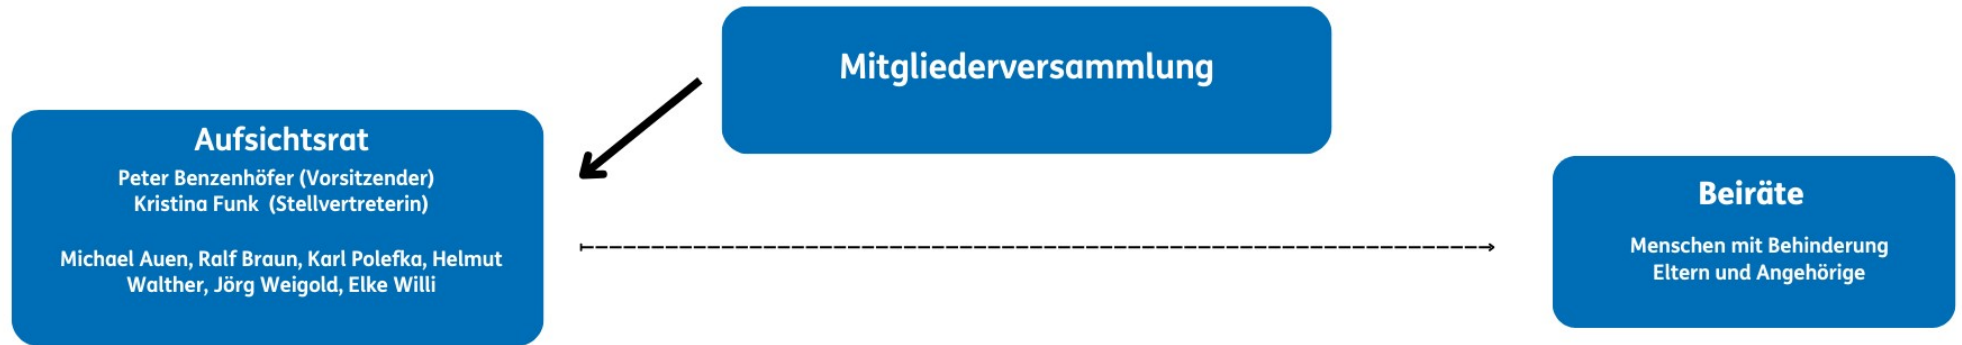 Mitgliederversammlung
Aufsichtsrat
Peter Benzenhöfer (Vorsitzender)
Kristina Funk (Stellvertreterin)
Michael Auen, Ralf Braun, Karl Polefka, Helmut
Walther, Jörg Weigold, Elke Willi
Beiräte
Menschen mit Behinderung
Eltern und Angehörige